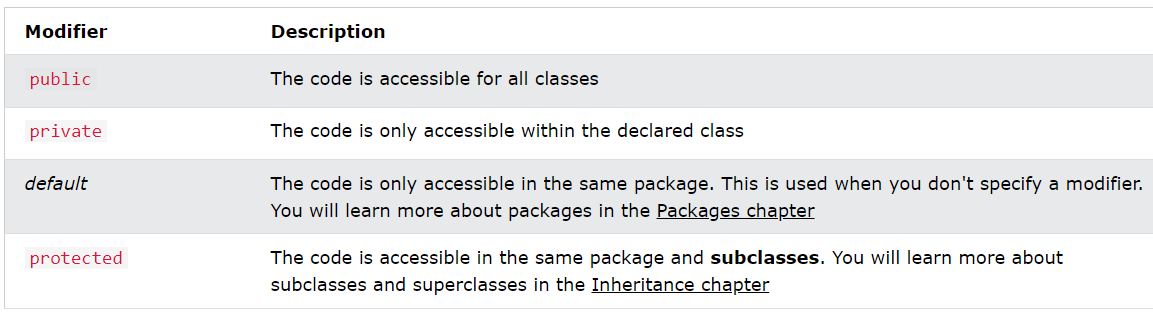 Modifier Description
public The code is accessible for all classes
private The code is only accessible within the declared class
default The code is only accessible in the same package. This is used when you don't specify a modifier.
You will learn more about packages in the Packages chapter
protected The code is accessible in the same package and subclasses. You will learn more about
subclasses and superclasses in the Inheritance chapter